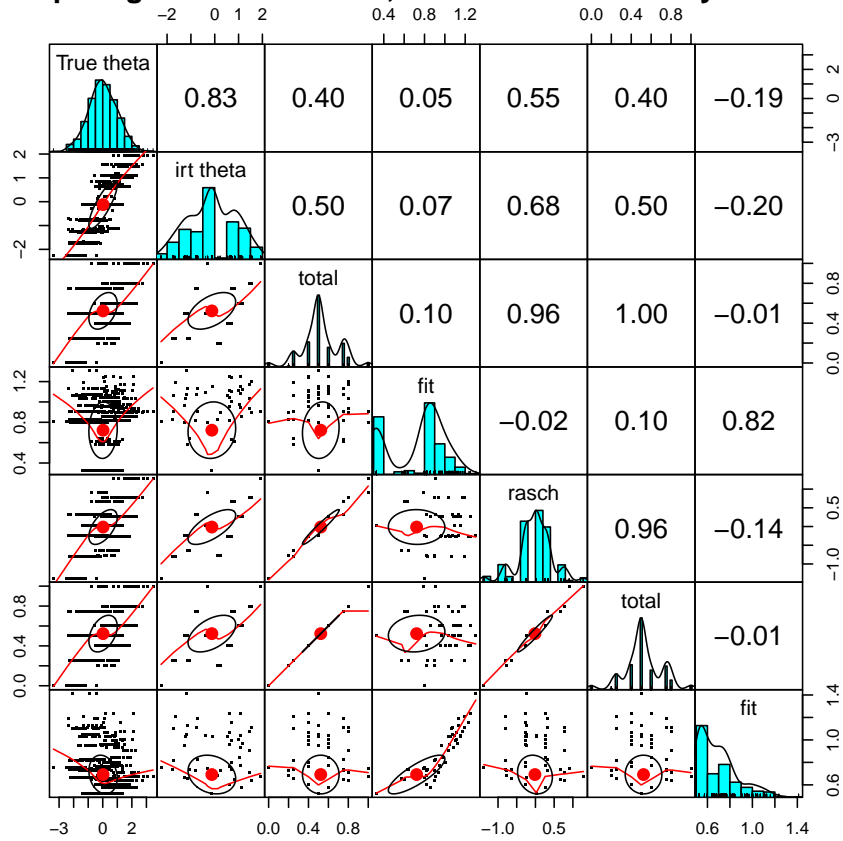 −2 0 1 2 0.4 0.8 1.2 0.0 0.4 0.8
True theta 0.83 0.40 0.05 0.55 0.40 −0.19 −3 0 2
−2 0 1 2 irt theta 0.50 0.07 0.68 0.50 −0.20
total 0.10 0.96 1.00 −0.01 0.0 0.4 0.8
0.4 0.8 1.2 fit −0.02 0.10 0.82
rasch 0.96 −0.14 −1.0 0.5
0.0 0.4 0.8 total −0.01
fit 0.6 1.0 1.4
−3 0 2 0.0 0.4 0.8 −1.0 0.5 0.6 1.0 1.4